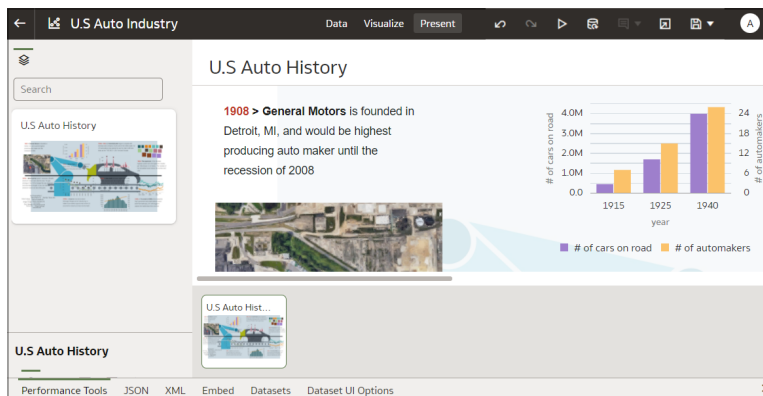 U.S Auto Industry
Data Visualize Present
A
Search
U.S Auto History
U.S Auto History
U.S Auto History
1908 > General Motors is founded in
Detroit, MI, and would be highest
producing auto maker until the
recession of 2008
# of cars on road
4.0M
3.0M
2.0M
1.0M
0.0
24
18
12
6
0
# of automakers
1915 1925 1940
year
# of cars on road # of automakers
U.S Auto Hist...
Performance Tools JSON XML Embed Datasets Dataset UI Options